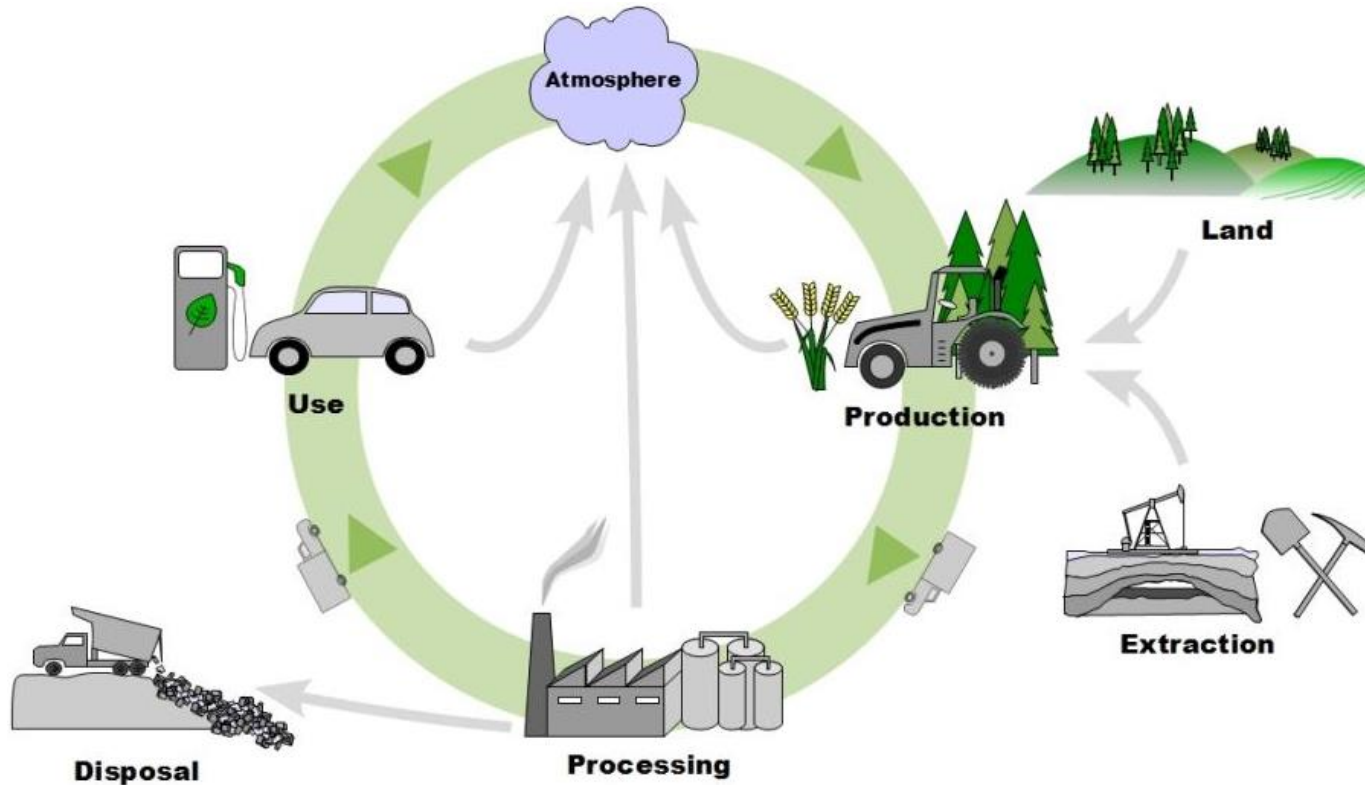 Atmosphere
Land
Use
Production
Extraction
Processing
Disposal